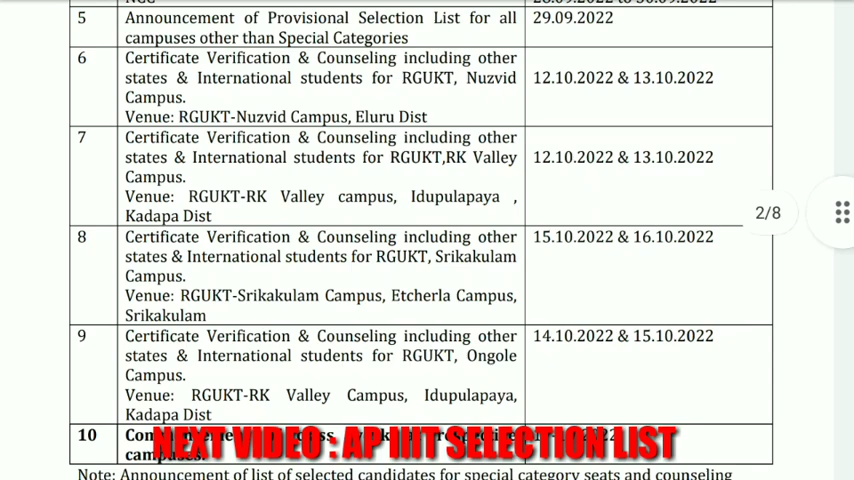 5 Announcement of Provisional Selection List for all 29.09.2022
campuses other than Special Categories
6 Certificate Verification & Counseling including other
states & International students for RGUKT, Nuzvid 12.10.2022 & 13.10.2022
Campus.
Venue: RGUKT-Nuzvid Campus, Eluru Dist
7 Certificate Verification & Counseling including other
states & International students for RGUKT,RK Valley 12.10.2022 & 13.10.2022
Campus.
Venue: RGUKT-RK Valley campus, Idupulapaya ,
Kadapa Dist
2/8
8 Certificate Verification & Counseling including other 15.10.2022 & 16.10.2022
states & International students for RGUKT, Srikakulam
Campus.
Venue: RGUKT-Srikakulam Campus, Etcherla Campus,
Srikakulam
9 Certificate Verification & Counseling including other 14.10.2022 & 15.10.2022
states & International students for RGUKT, Ongole
Campus.
Venue: RGUKT-RK Valley Campus, Idupulapaya,
Kadapa Dist
10
NEXT VIDEO : AP IIIT SELECTION LIST
campuses.
Note: Announcement of list of selected candidates for special category seats and counseling